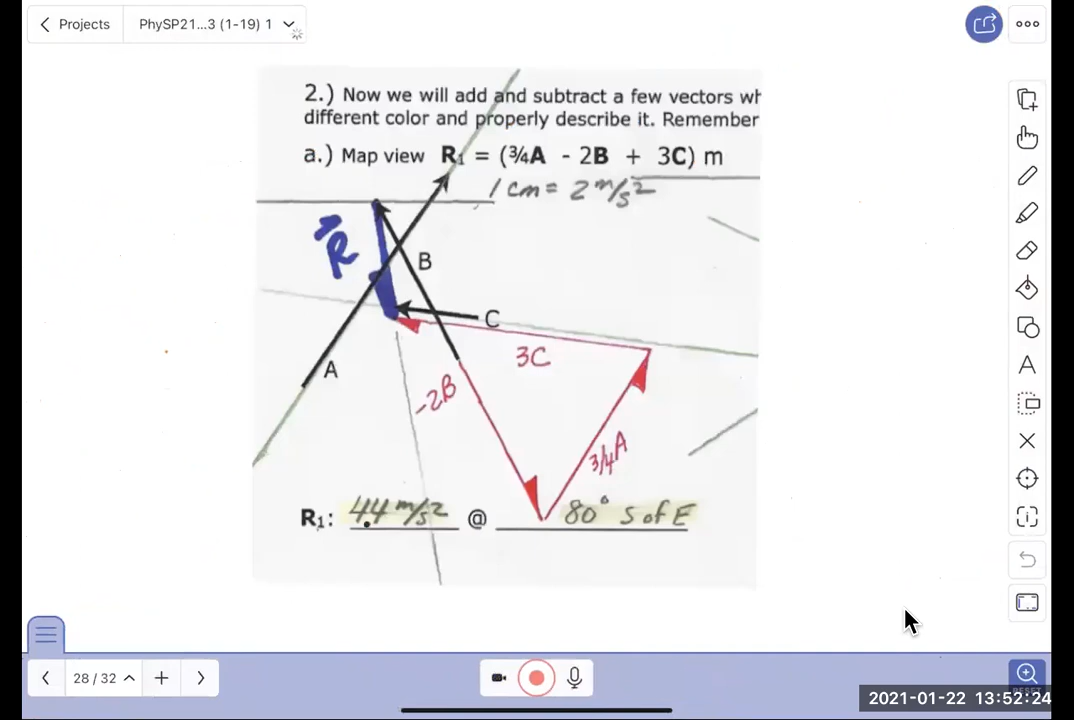 Projects
PhySP21...3 (1-19) 1
2.) Now we will add and subtract a few vectors wh
different color and properly describe it. Remember
a.) Map view R₁ = (¾A - 2B + 3C) m
1 cm = 2 m/s²
R
B
C
3C
A
-2B
3/4A
R₁: 4.4 m/s² @ 80° S of E
A
28 / 32
RESET
2021-01-22 13:52:24